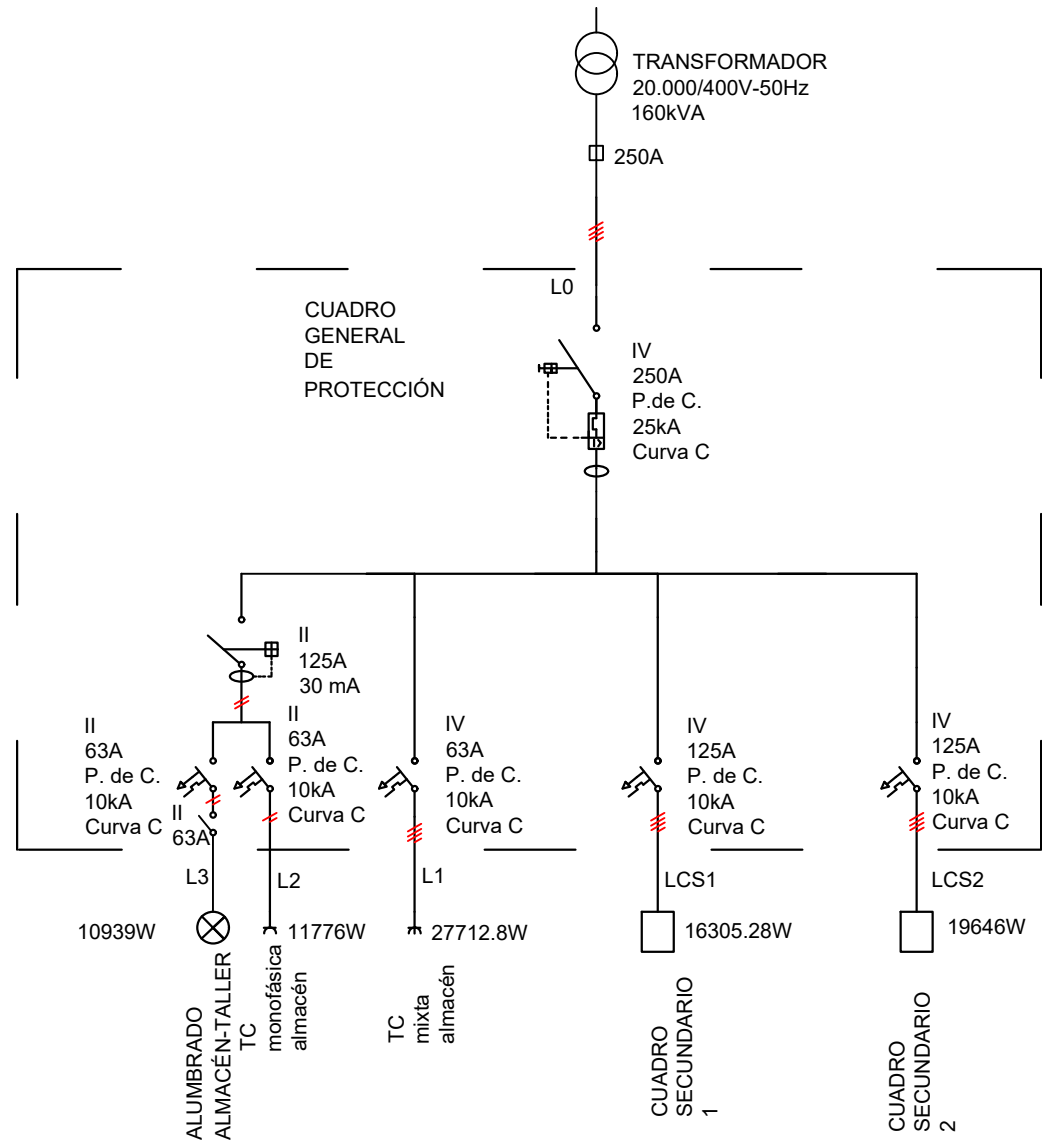 TRANSFORMADOR
20.000/400V-50Hz
160kVA
250A
L0
CUADRO
GENERAL
DE
PROTECCIÓN
IV
250A
P.de C.
25kA
Curva C
I>
II
125A
30 mA
II
63A
P. de C.
10kA
Curva C
II
63A
II
63A
P. de C.
10kA
Curva C
IV
63A
P. de C.
10kA
Curva C
IV
125A
P. de C.
10kA
Curva C
IV
125A
P. de C.
10kA
Curva C
L3
L2
L1
LCS1
LCS2
10939W
11776W
27712.8W
16305.28W
19646W
ALUMBRADO
ALMACÉN-TALLER
TC
monofásica
almacén
TC
mixta
almacén
CUADRO
SECUNDARIO
1
CUADRO
SECUNDARIO
2